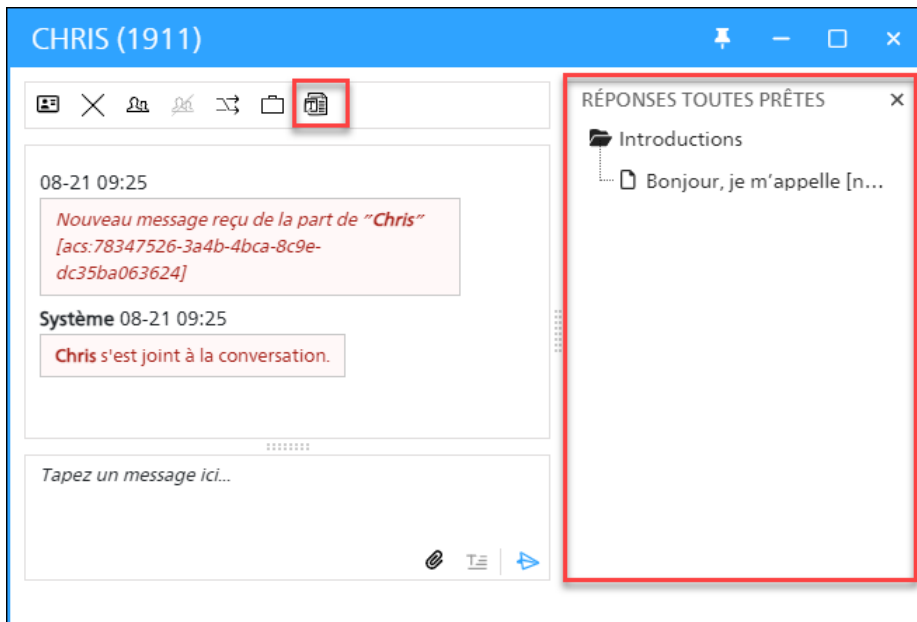 CHRIS (1911)
08-21 09:25
Nouveau message reçu de la part de "Chris"
[acs:78347526-3a4b-4bca-8c9e-
dc35ba063624]
Système 08-21 09:25
Chris s'est joint à la conversation.
Tapez un message ici...
RÉPONSES TOUTES PRÊTES
Introductions
Bonjour, je m’appelle [n...